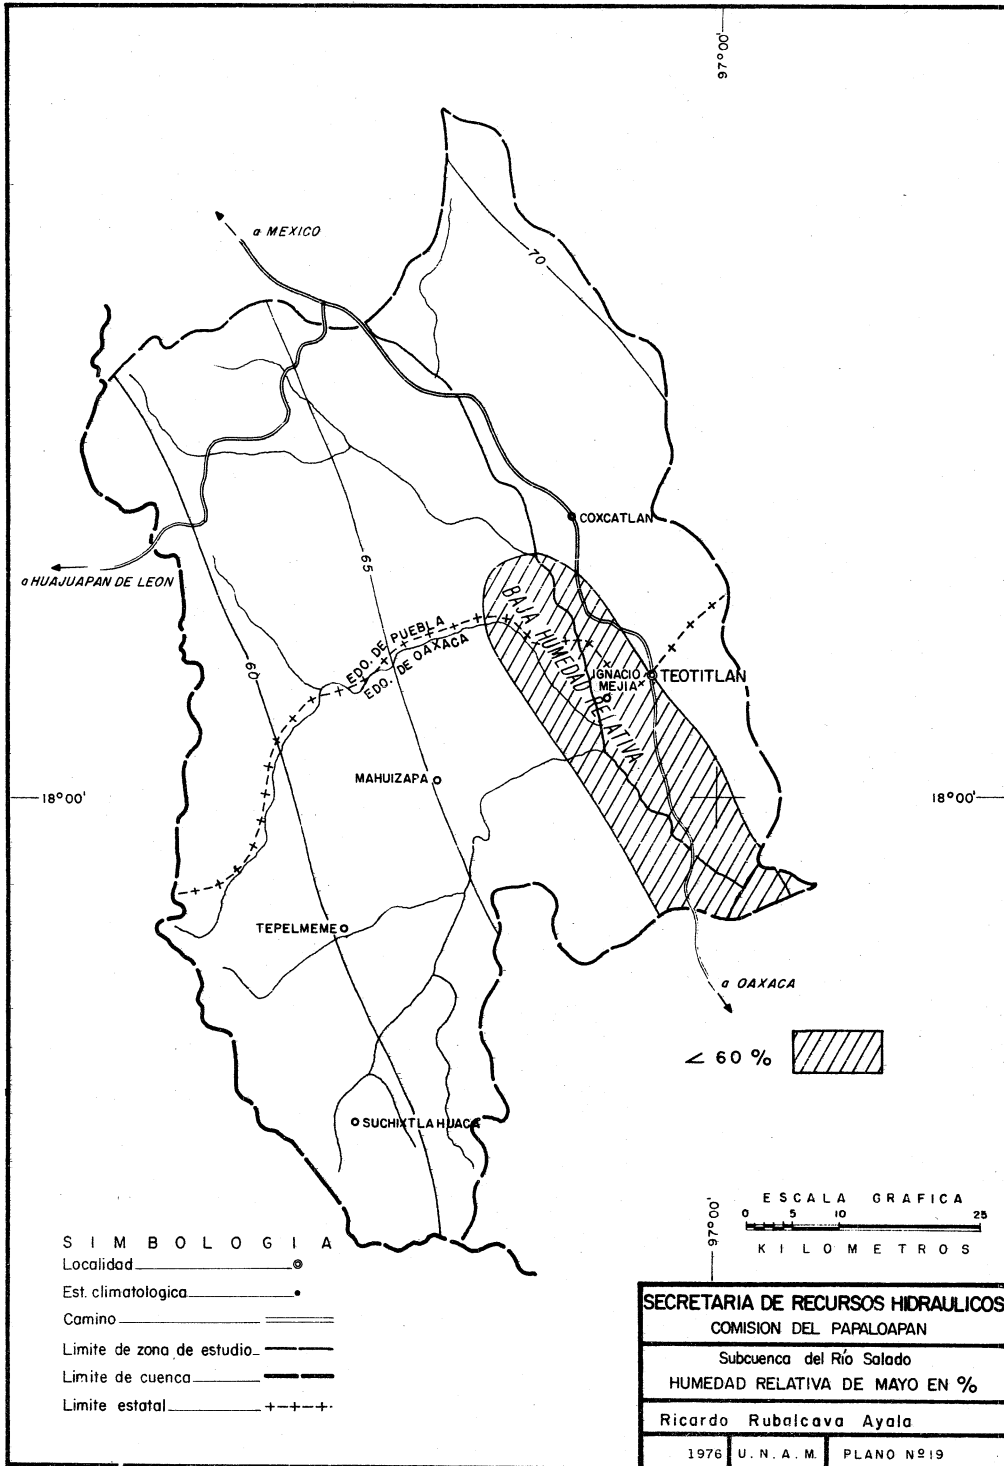 97°00'
a MEXICO
70
COXCATLAN
65
a HUAJUAPAN DE LEON
BAJA HUMEDAD RELATIVA
EDO. DE PUEBLA
EDO. DE OAXACA
60
IGNACIO
MEJIA
TEOTITLAN
MAHUIZAPA
18°00'
18°00'
TEPELMEME
a OAXACA
∠ 60 %
SUCHIXTLAHUACA
97°00'
ESCALA GRAFICA
0 5 10 25
KILOMETROS
SIMBOLOGIA
Localidad
Est. climatologica
Camino
Limite de zona de estudio
Limite de cuenca
Limite estatal
SECRETARIA DE RECURSOS HIDRAULICOS
COMISION DEL PAPALOAPAN
Subcuenca del Río Salado
HUMEDAD RELATIVA DE MAYO EN %
Ricardo Rubalcava Ayala
1976 U.N.A.M. PLANO Nº 19